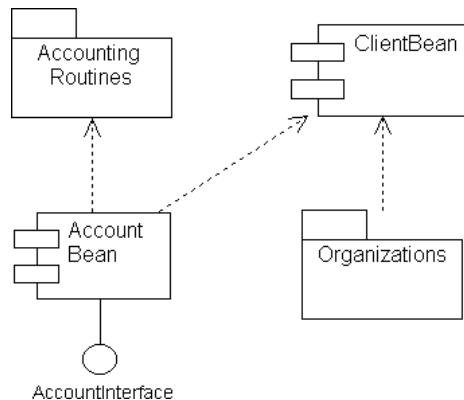 Accounting
Routines
ClientBean
Account
Bean
Organizations
AccountInterface